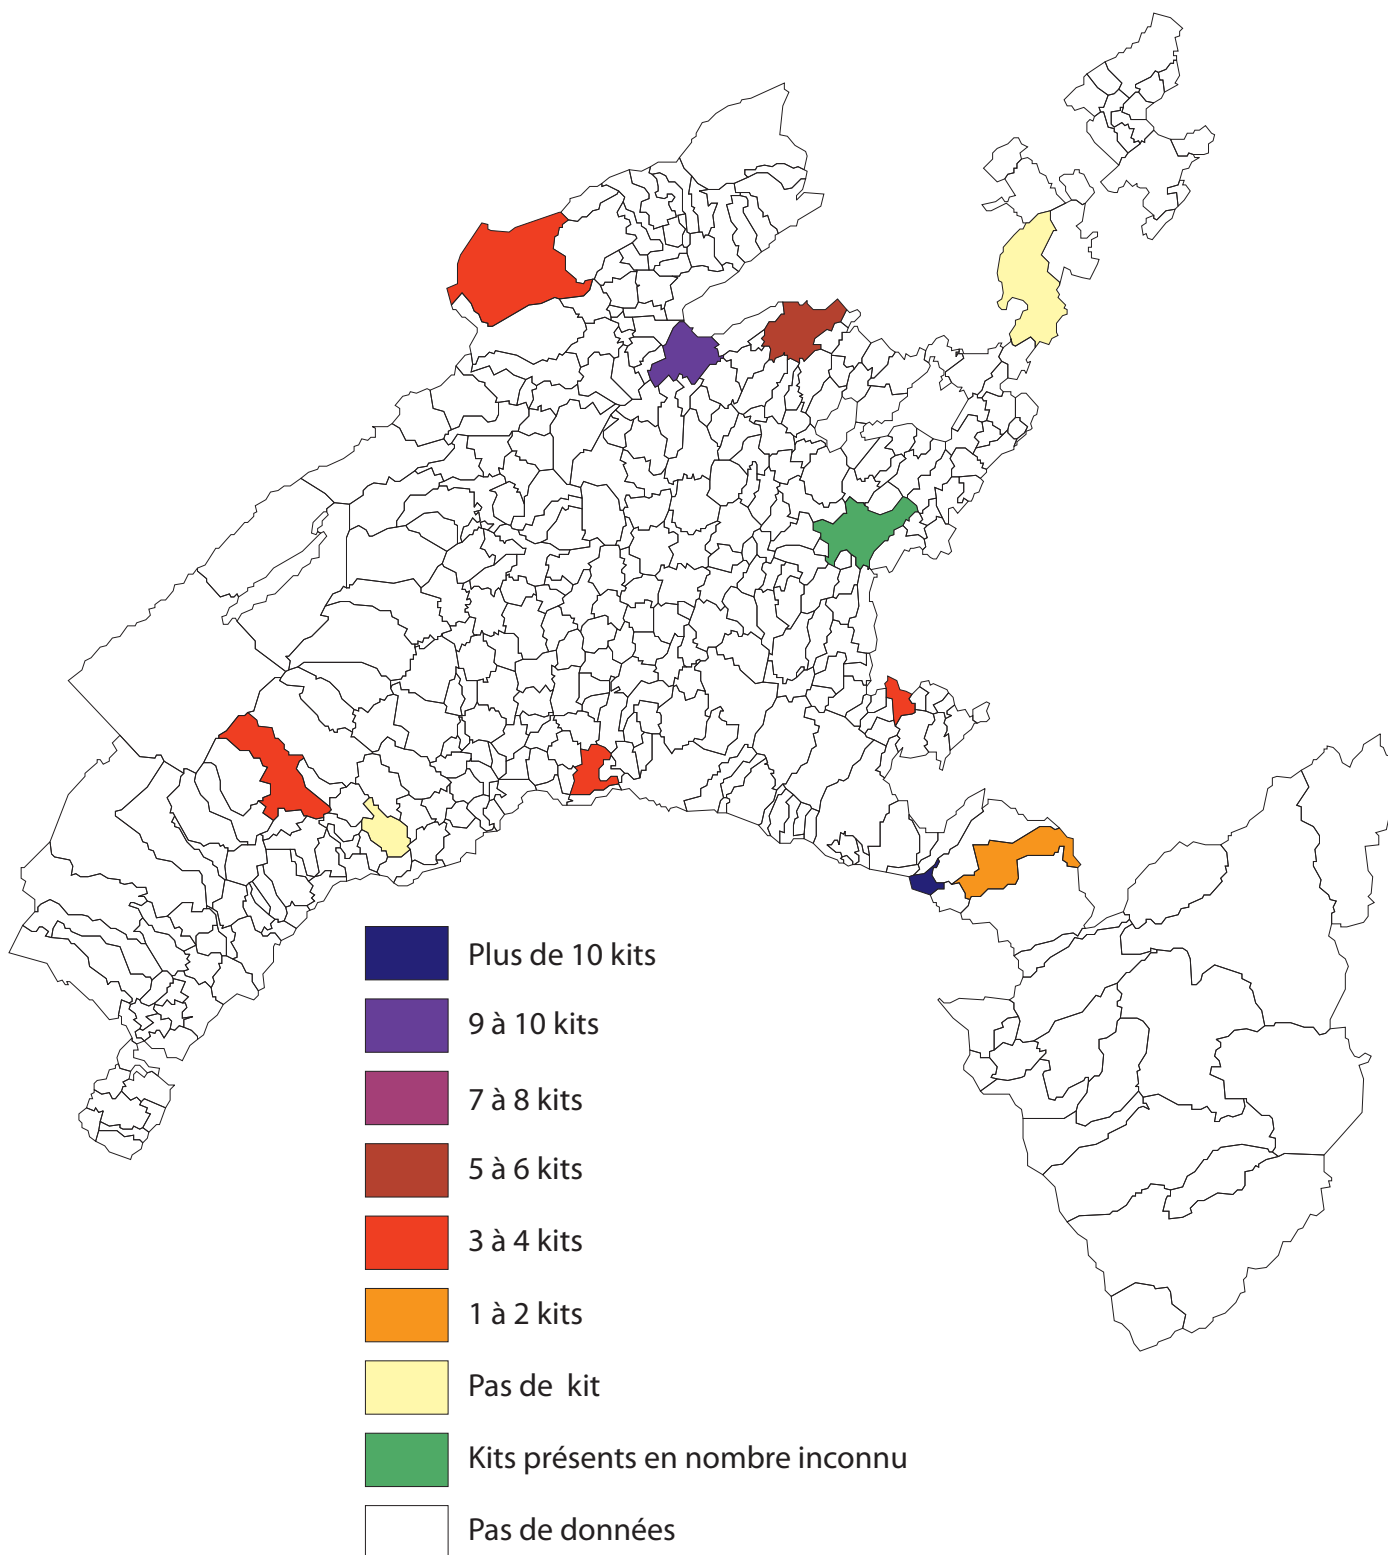 Plus de 10 kits
9 à 10 kits
7 à 8 kits
5 à 6 kits
3 à 4 kits
1 à 2 kits
Pas de kit
Kits présents en nombre inconnu
Pas de données